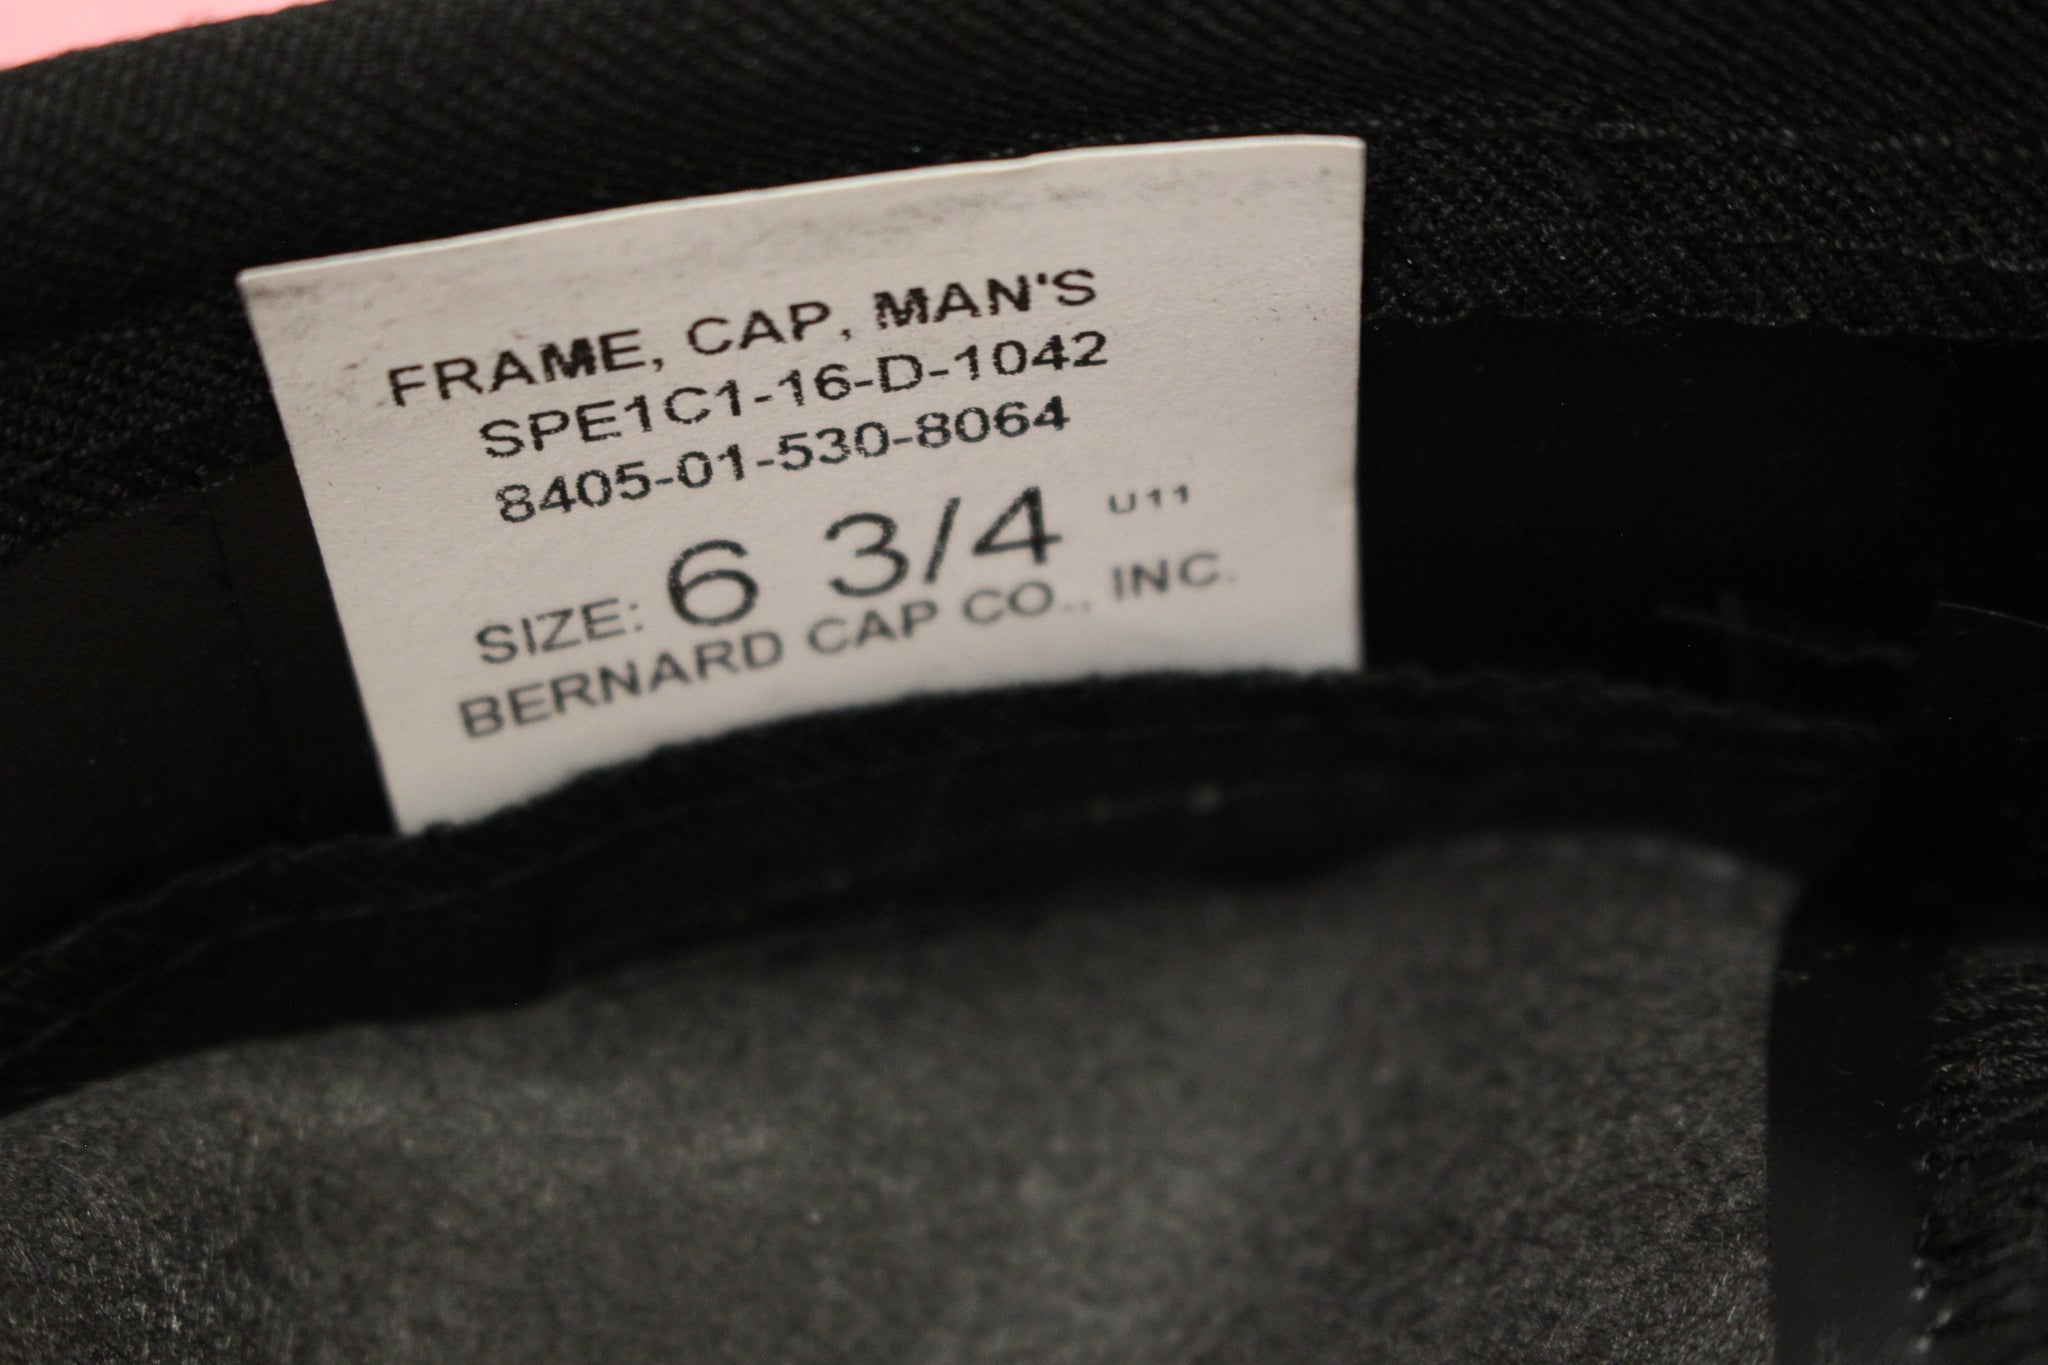 FRAME, CAP, MAN'S
SPE1C1-16-D-1042
8405-01-530-8064
SIZE: 6 3/4 U11
BERNARD CAP CO., INC.